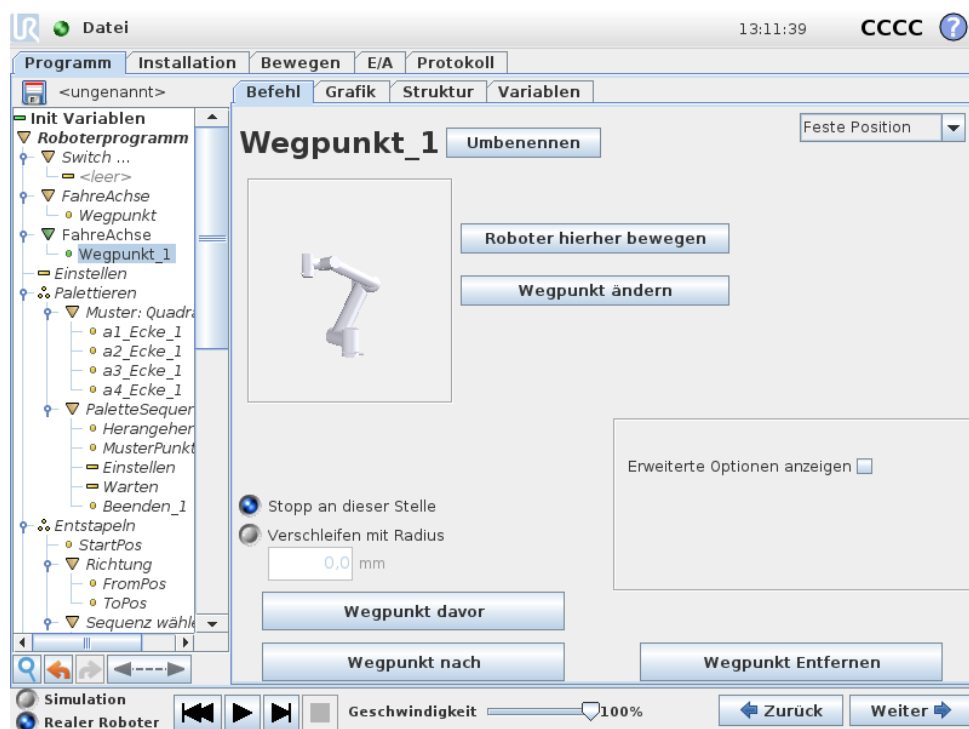 UR Datei 13:11:39 CCCC ?
Programm Installation Bewegen E/A Protokoll
<ungenannt>
Befehl Grafik Struktur Variablen
Init Variablen
Roboterprogramm
Switch ...
<leer>
FahreAchse
Wegpunkt
FahreAchse
Wegpunkt_1
Einstellen
Palettieren
Muster: Quadra
a1_Ecke_1
a2_Ecke_1
a3_Ecke_1
a4_Ecke_1
PaletteSequen
Herangehen
MusterPunkt
Einstellen
Warten
Beenden_1
Entstapeln
StartPos
Richtung
FromPos
ToPos
Sequenz wähle
Wegpunkt_1 Umbenennen
Feste Position
Roboter hierher bewegen
Wegpunkt ändern
Erweiterte Optionen anzeigen
Stopp an dieser Stelle
Verschleifen mit Radius
0,0 mm
Wegpunkt davor
Wegpunkt nach
Wegpunkt Entfernen
Simulation
Realer Roboter
Geschwindigkeit 100%
Zurück
Weiter